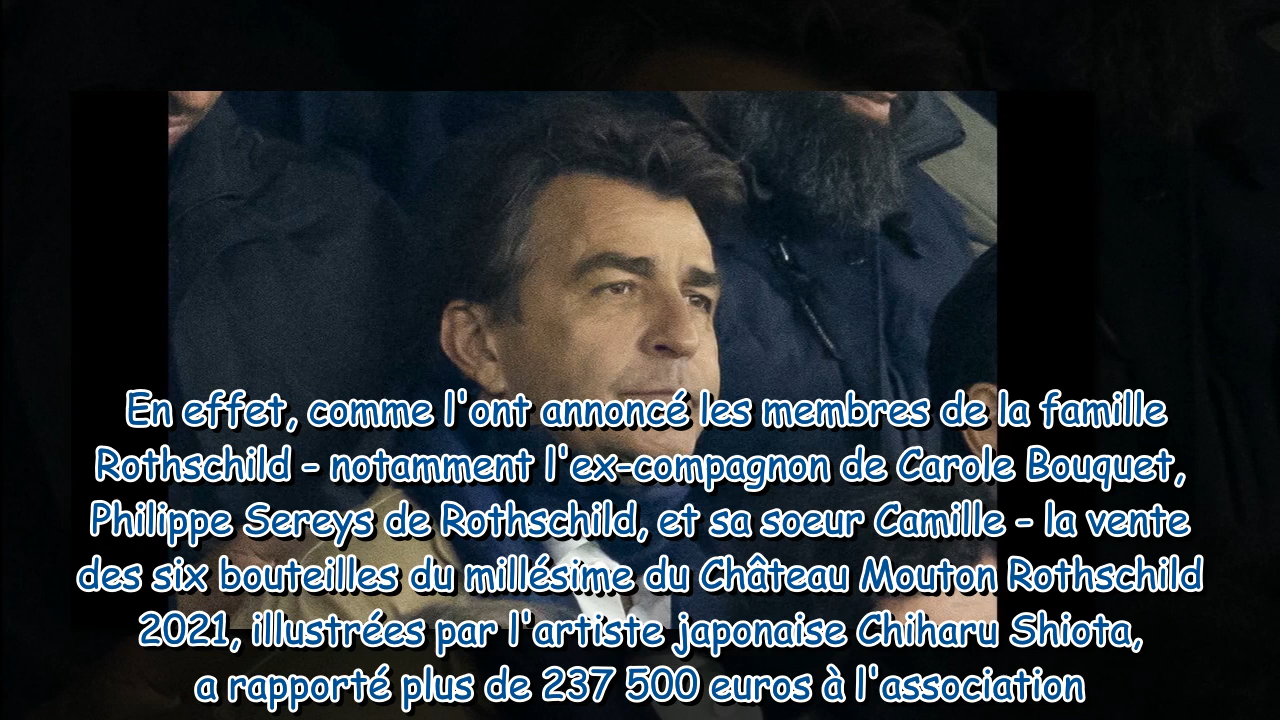 En effet, comme l'ont annoncé les membres de la famille
Rothschild - notamment l'ex-compagnon de Carole Bouquet,
Philippe Sereys de Rothschild, et sa soeur Camille - la vente
des six bouteilles du millésime du Château Mouton Rothschild
2021, illustrées par l'artiste japonaise Chiharu Shiota,
a rapporté plus de 237 500 euros à l'association